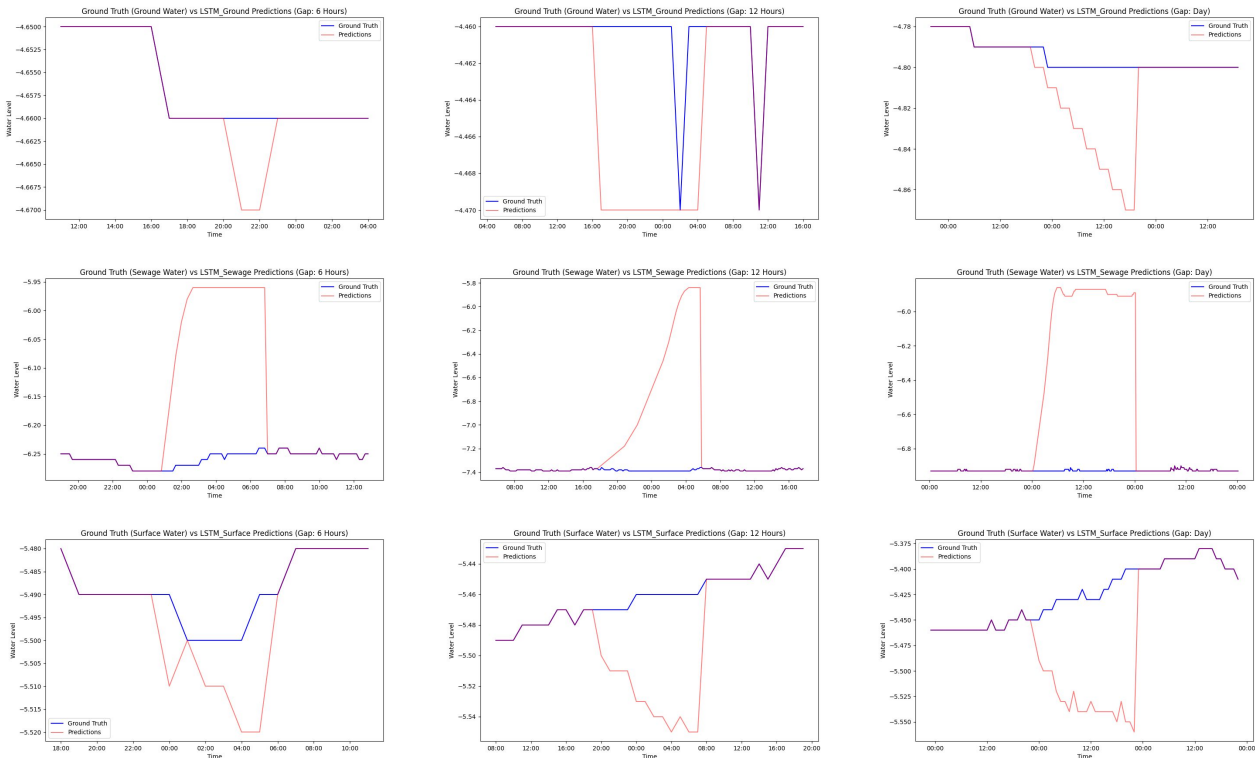 Ground Truth (Ground Water) vs LSTM_Ground Predictions (Gap: 6 Hours)
−4.6500
−4.6525
−4.6550
−4.6575
−4.6600
−4.6625
−4.6650
−4.6675
−4.6700
Water Level
Ground Truth
Predictions
12:00 14:00 16:00 18:00 20:00 22:00 00:00 02:00 04:00
Time
Ground Truth (Ground Water) vs LSTM_Ground Predictions (Gap: 12 Hours)
−4.460
−4.462
−4.464
−4.466
−4.468
−4.470
Water Level
Ground Truth
Predictions
04:00 08:00 12:00 16:00 20:00 00:00 04:00 08:00 12:00 16:00
Time
Ground Truth (Ground Water) vs LSTM_Ground Predictions (Gap: Day)
−4.78
−4.80
−4.82
−4.84
−4.86
Water Level
Ground Truth
Predictions
00:00 12:00 00:00 12:00 00:00 12:00
Time
Ground Truth (Sewage Water) vs LSTM_Sewage Predictions (Gap: 6 Hours)
−5.95
−6.00
−6.05
−6.10
−6.15
−6.20
−6.25
Water Level
Ground Truth
Predictions
20:00 22:00 00:00 02:00 04:00 06:00 08:00 10:00 12:00
Time
Ground Truth (Sewage Water) vs LSTM_Sewage Predictions (Gap: 12 Hours)
−5.8
−6.0
−6.2
−6.4
−6.6
−6.8
−7.0
−7.2
−7.4
Water Level
Ground Truth
Predictions
08:00 12:00 16:00 20:00 00:00 04:00 08:00 12:00 16:00
Time
Ground Truth (Sewage Water) vs LSTM_Sewage Predictions (Gap: Day)
−6.0
−6.2
−6.4
−6.6
−6.8
Water Level
Ground Truth
Predictions
00:00 12:00 00:00 12:00 00:00 12:00 00:00
Time
Ground Truth (Surface Water) vs LSTM_Surface Predictions (Gap: 6 Hours)
−5.480
−5.485
−5.490
−5.495
−5.500
−5.505
−5.510
−5.515
−5.520
Water Level
Ground Truth
Predictions
18:00 20:00 22:00 00:00 02:00 04:00 06:00 08:00 10:00
Time
Ground Truth (Surface Water) vs LSTM_Surface Predictions (Gap: 12 Hours)
−5.44
−5.46
−5.48
−5.50
−5.52
−5.54
Water Level
Ground Truth
Predictions
08:00 12:00 16:00 20:00 00:00 04:00 08:00 12:00 16:00 20:00
Time
Ground Truth (Surface Water) vs LSTM_Surface Predictions (Gap: Day)
−5.375
−5.400
−5.425
−5.450
−5.475
−5.500
−5.525
−5.550
Water Level
Ground Truth
Predictions
00:00 12:00 00:00 12:00 00:00 12:00 00:00
Time